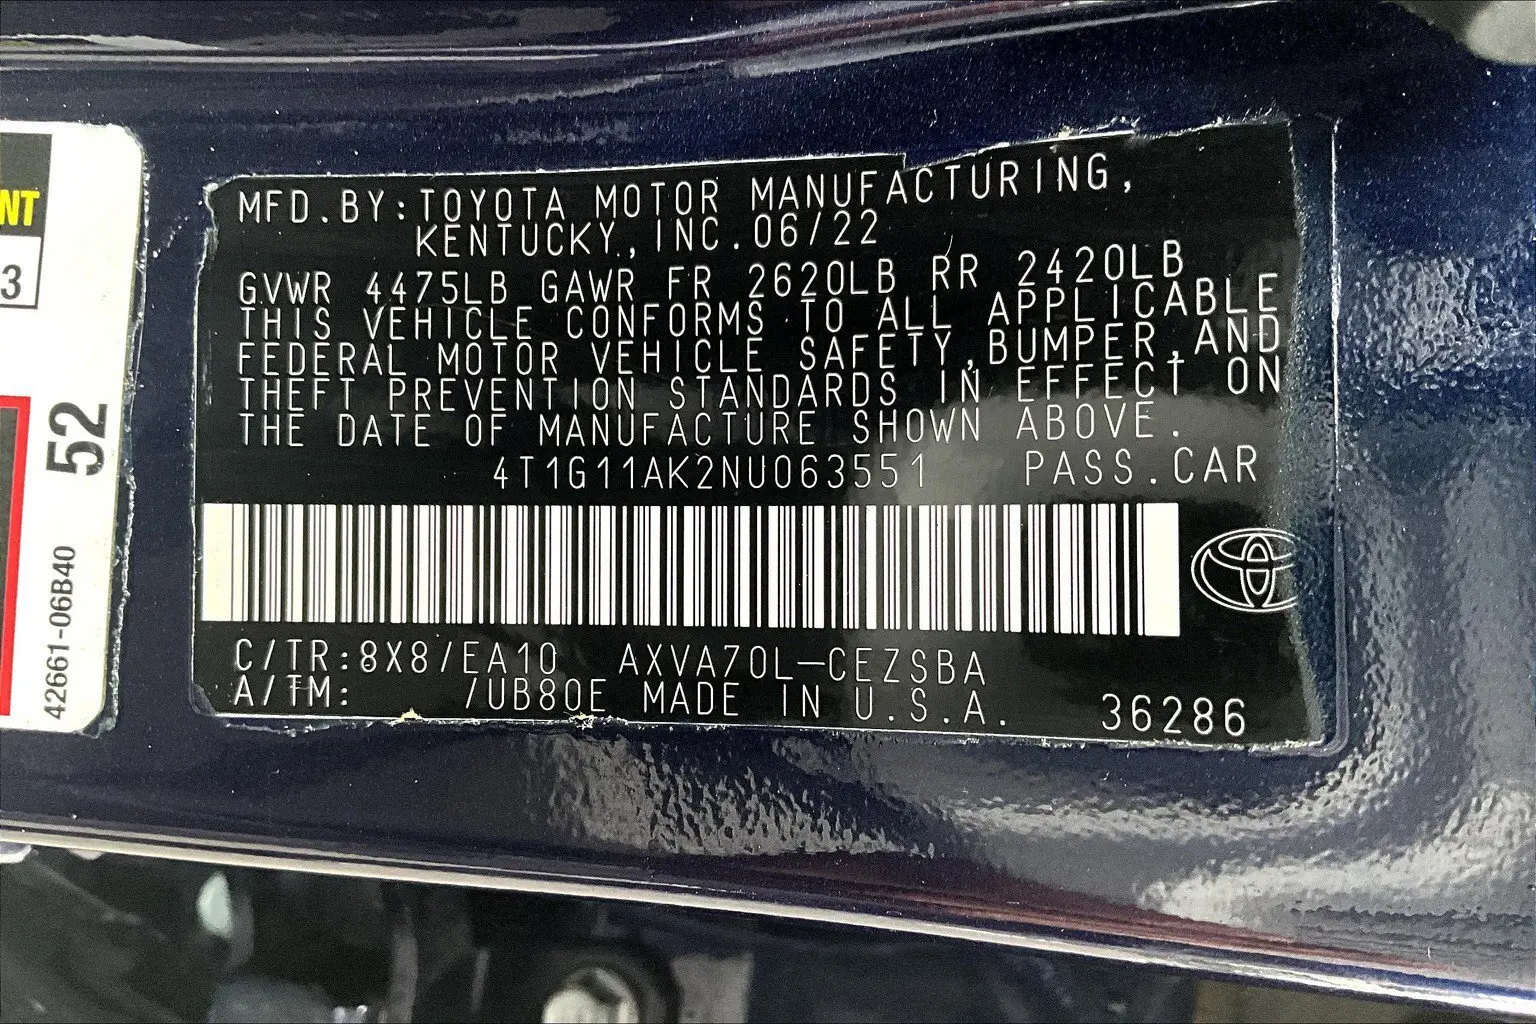 NT
3
52
42661-06B40
MFD.BY:TOYOTA MOTOR MANUFACTURING,
KENTUCKY,INC.06/22
GVWR 4475LB GAWR FR 2620LB RR 2420LB
THIS VEHICLE CONFORMS TO ALL APPLICABLE
FEDERAL MOTOR VEHICLE SAFETY,BUMPER,AND
THEFT PREVENTION STANDARDS IN EFFECT ON
THE DATE OF MANUFACTURE SHOWN ABOVE.
4T1G11AK2NU063551 PASS.CAR
C/TR:8X8/EA10 AXVA70L-CEZSBA
A/TM: /UB80E MADE IN U.S.A. 36286